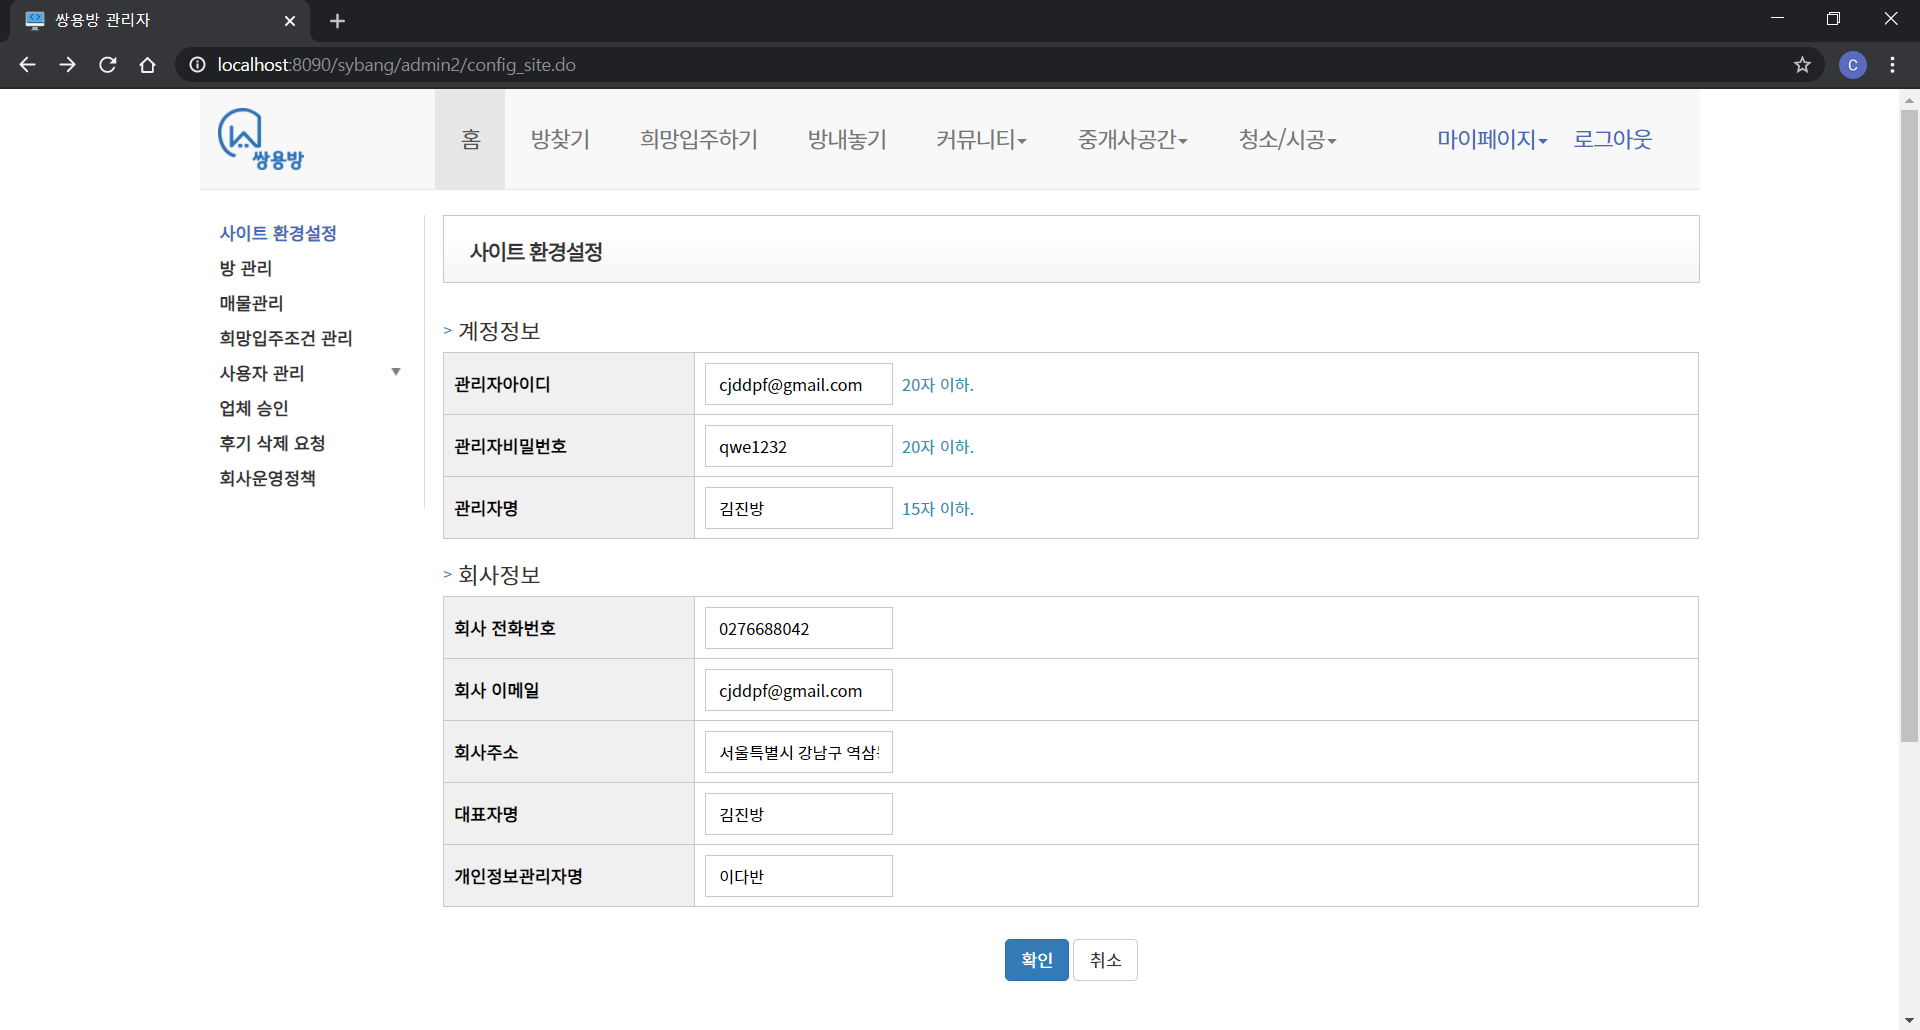 쌍용방 관리자
localhost:8090/sybang/admin2/config_site.do
C
쌍용방
홈 방찾기 희망입주하기 방내놓기 커뮤니티 중개사공간 청소/시공 마이페이지 로그아웃
사이트 환경설정
방 관리
매물관리
희망입주조건 관리
사용자 관리
업체 승인
후기 삭제 요청
회사운영정책
사이트 환경설정
> 계정정보
관리자아이디 cjddpf@gmail.com 20자 이하.
관리자비밀번호 qwe1232 20자 이하.
관리자명 김진방 15자 이하.
> 회사정보
회사 전화번호 0276688042
회사 이메일 cjddpf@gmail.com
회사주소 서울특별시 강남구 역삼
대표자명 김진방
개인정보관리자명 이다반
확인 취소